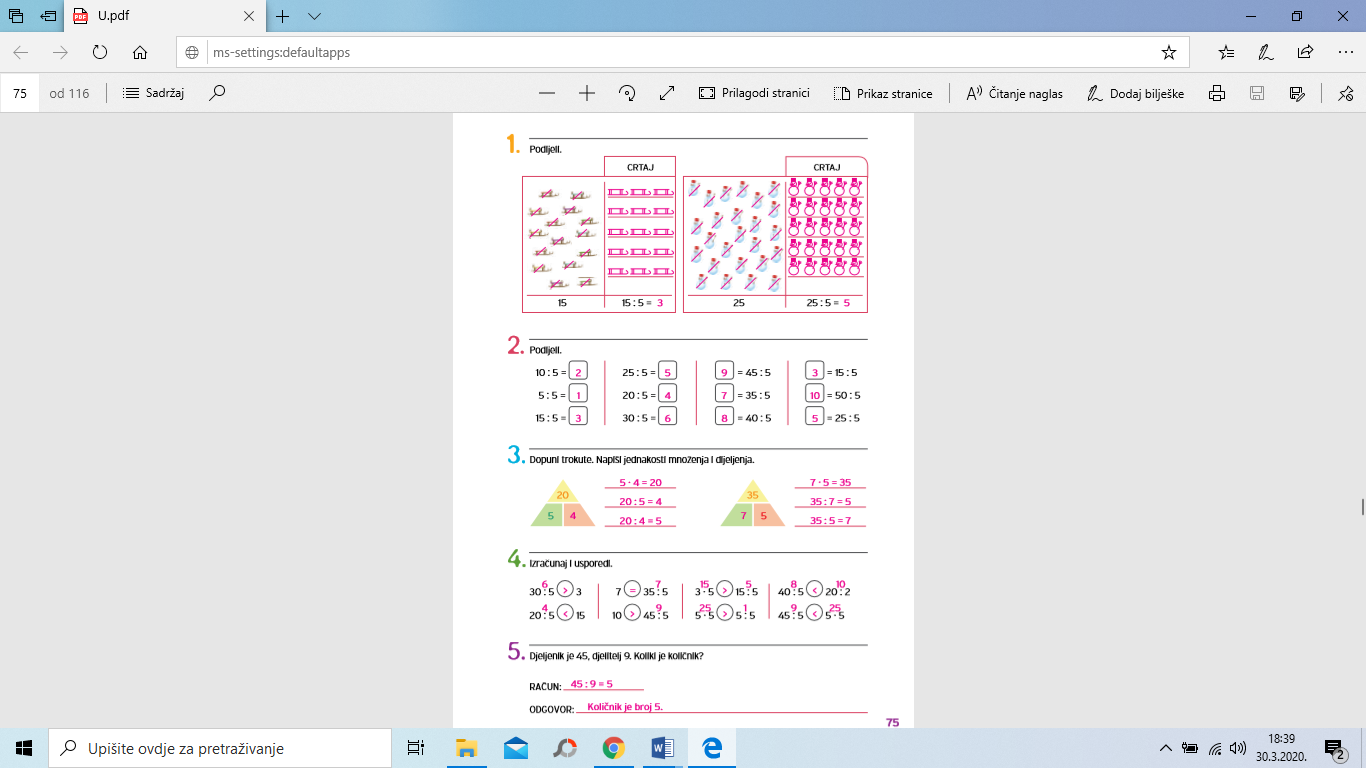 U.pdf
ms-settings:defaultapps
75 od 116 Sadržaj Prilagodi stranici Prikaz stranice Čitanje naglas Dodaj bilješke
1.
Podijeli.
CRTAJ CRTAJ
15 15 : 5 = 3 25 25 : 5 = 5
2.
Podijeli.
10 : 5 = 2 25 : 5 = 5 9 = 45 : 5 3 = 15 : 5
5 : 5 = 1 20 : 5 = 4 7 = 35 : 5 10 = 50 : 5
15 : 5 = 3 30 : 5 = 6 8 = 40 : 5 5 = 25 : 5
3.
Dopuni trokute. Napiši jednakosti množenja i dijeljenja.
5 · 4 = 20 7 · 5 = 35
20 35
20 : 5 = 4 35 : 7 = 5
5 4 7 5
20 : 4 = 5 35 : 5 = 7
4.
Izračunaj i usporedi.
6 7 15 5 8 10
30 : 5 > 3 7 = 35 : 5 3 · 5 > 15 : 5 40 : 5 < 20 : 2
4 9 25 1 9 25
20 : 5 < 15 10 > 45 : 5 5 · 5 > 5 : 5 45 : 5 < 5 · 5
5.
Djeljenik je 45, djelitelj 9. Koliki je količnik?
RAČUN: 45 : 9 = 5
ODGOVOR: Količnik je broj 5.
75
Upišite ovdje za pretraživanje
18:39
30.3.2020.
2